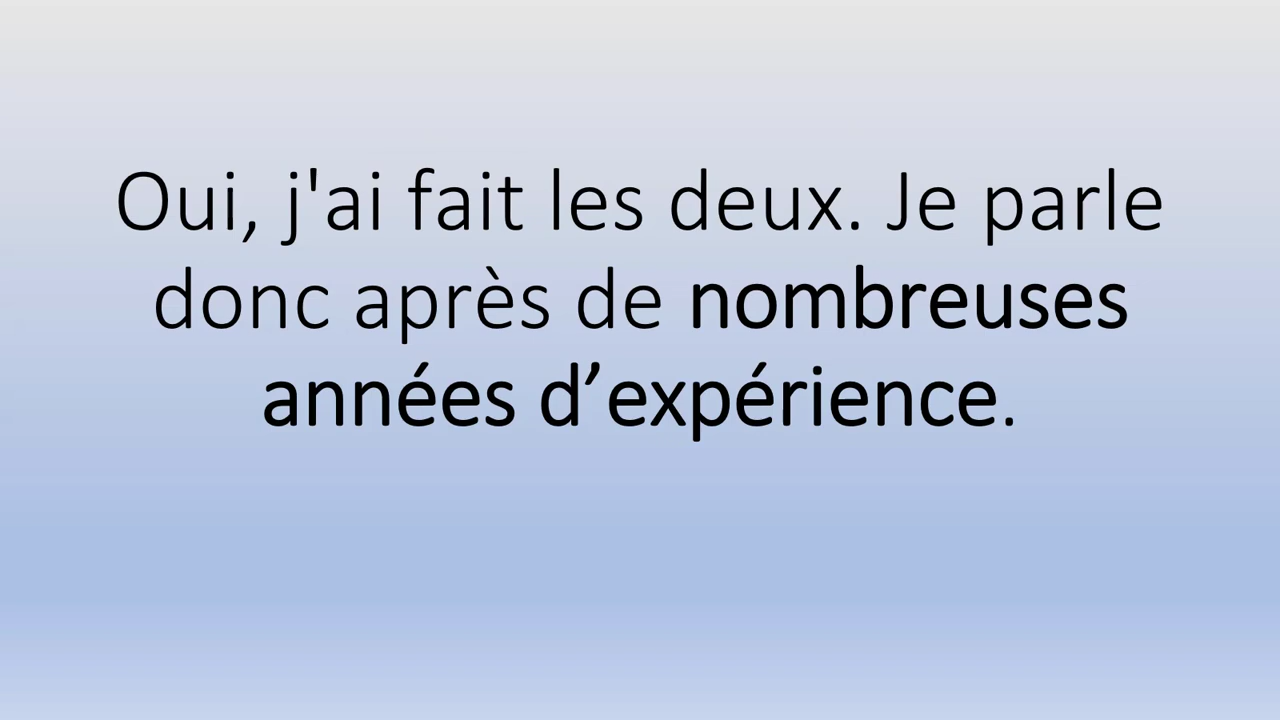 Oui, j'ai fait les deux. Je parle
donc après de nombreuses
années d’expérience.